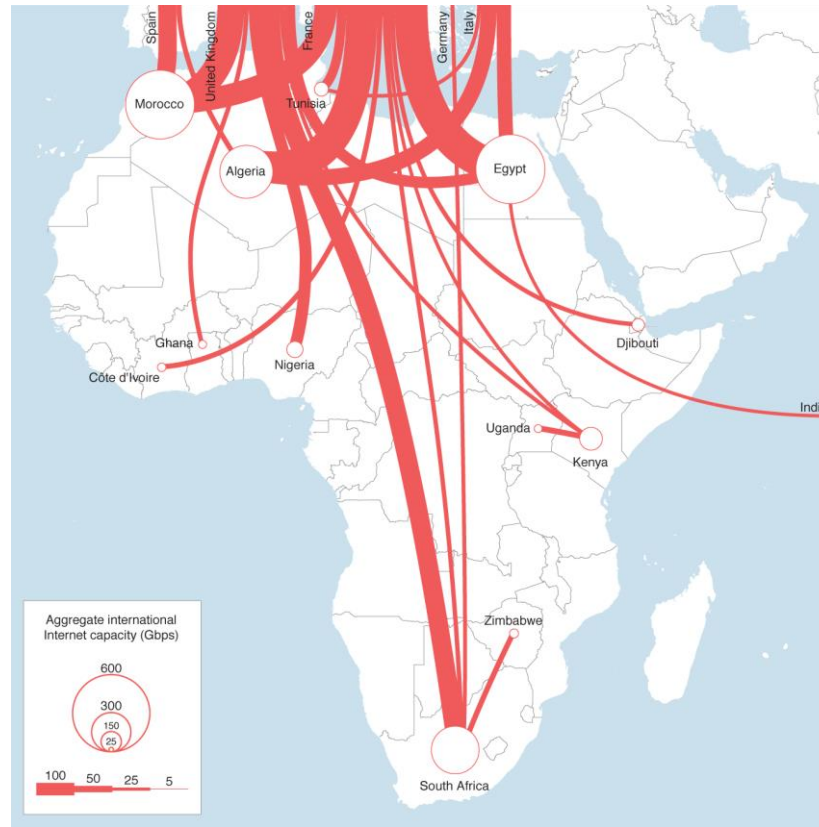 Spain
United Kingdom
France
Germany
Italy
Morocco
Tunisia
Algeria
Egypt
Ghana
Côte d'Ivoire
Nigeria
Djibouti
Indi
Uganda
Kenya
Zimbabwe
South Africa
Aggregate international
Internet capacity (Gbps)
600
300
150
25
100 50 25 5